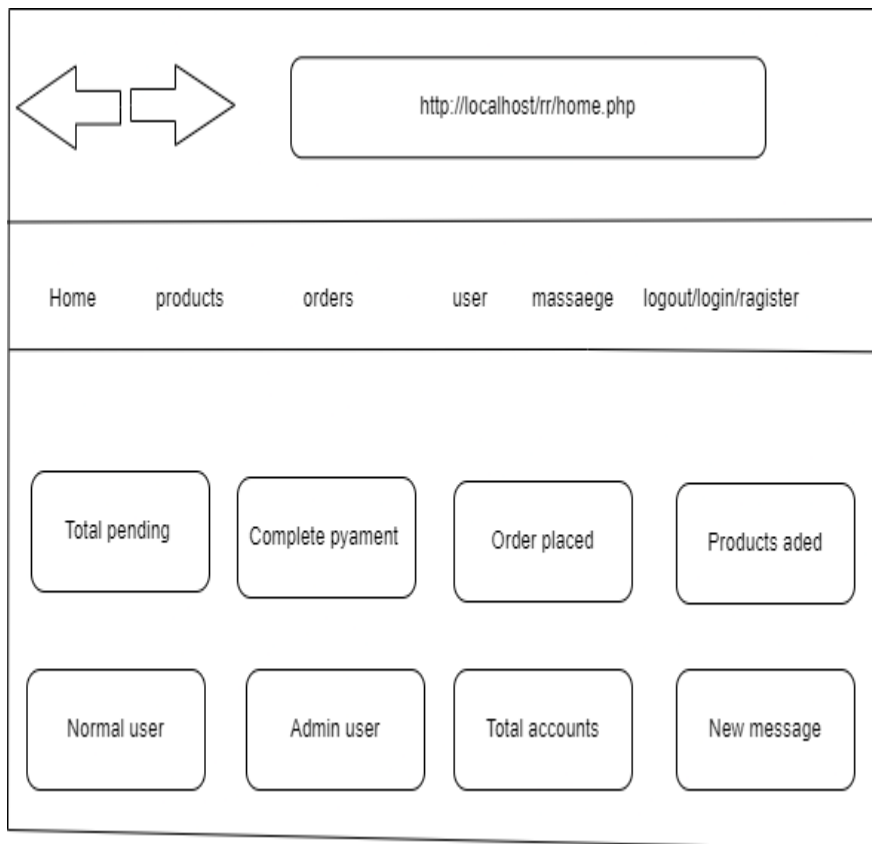 http://localhost/rr/home.php
Home products orders user massaege logout/login/ragister
Total pending Complete pyament Order placed Products aded
Normal user Admin user Total accounts New message